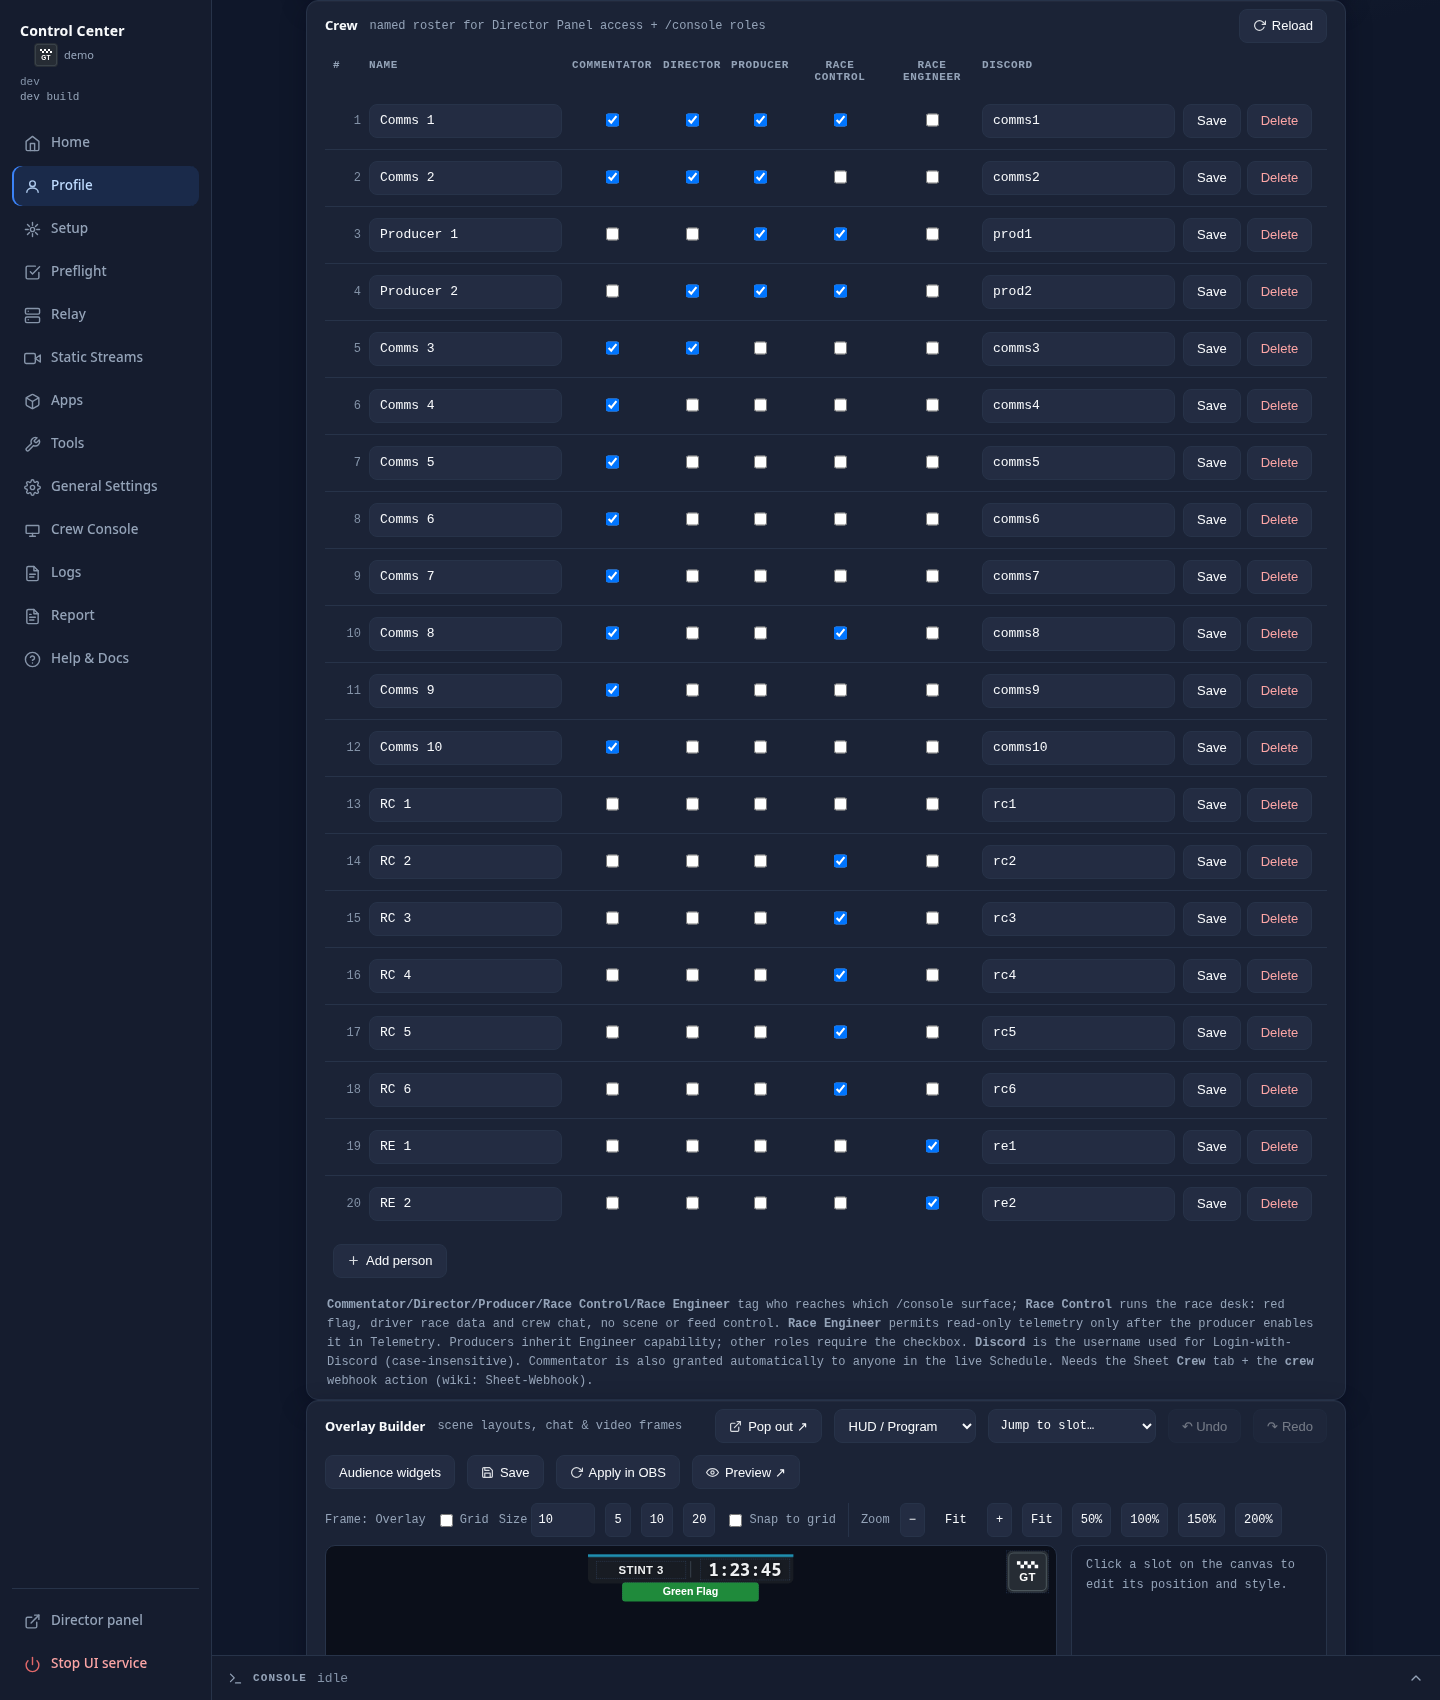 Control Center
GT demo
dev
dev build
Home
Profile
Setup
Preflight
Relay
Static Streams
Apps
Tools
General Settings
Crew Console
Logs
Report
Help & Docs
Director panel
Stop UI service
Crew named roster for Director Panel access + /console roles Reload
# NAME COMMENTATOR DIRECTOR PRODUCER RACE CONTROL RACE ENGINEER DISCORD
1 Comms 1 comms1 Save Delete
2 Comms 2 comms2 Save Delete
3 Producer 1 prod1 Save Delete
4 Producer 2 prod2 Save Delete
5 Comms 3 comms3 Save Delete
6 Comms 4 comms4 Save Delete
7 Comms 5 comms5 Save Delete
8 Comms 6 comms6 Save Delete
9 Comms 7 comms7 Save Delete
10 Comms 8 comms8 Save Delete
11 Comms 9 comms9 Save Delete
12 Comms 10 comms10 Save Delete
13 RC 1 rc1 Save Delete
14 RC 2 rc2 Save Delete
15 RC 3 rc3 Save Delete
16 RC 4 rc4 Save Delete
17 RC 5 rc5 Save Delete
18 RC 6 rc6 Save Delete
19 RE 1 re1 Save Delete
20 RE 2 re2 Save Delete
+ Add person
Commentator/Director/Producer/Race Control/Race Engineer tag who reaches which /console surface; Race Control runs the race desk: red
flag, driver race data and crew chat, no scene or feed control. Race Engineer permits read-only telemetry only after the producer enables
it in Telemetry. Producers inherit Engineer capability; other roles require the checkbox. Discord is the username used for Login-with-
Discord (case-insensitive). Commentator is also granted automatically to anyone in the live Schedule. Needs the Sheet Crew tab + the crew
webhook action (wiki: Sheet-Webhook).
Overlay Builder scene layouts, chat & video frames Pop out ↗ HUD / Program Jump to slot… ↶ Undo ↷ Redo
Audience widgets Save Apply in OBS Preview ↗
Frame: Overlay Grid Size 10 5 10 20 Snap to grid Zoom − Fit + Fit 50% 100% 150% 200%
STINT 3 1:23:45
Green Flag
GT
Click a slot on the canvas to
edit its position and style.
CONSOLE idle